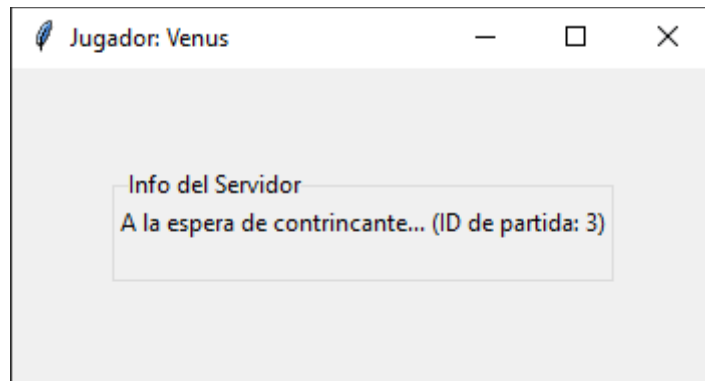 Jugador: Venus
Info del Servidor
A la espera de contrincante... (ID de partida: 3)